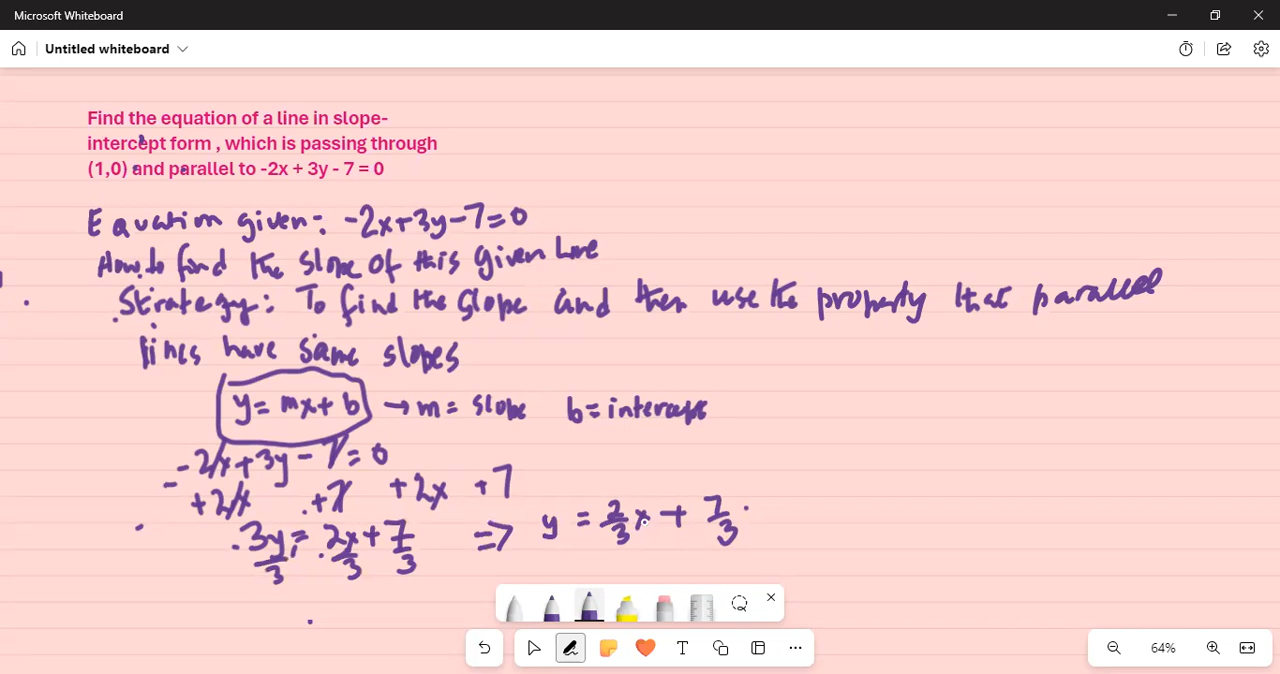 Microsoft Whiteboard
Untitled whiteboard
Find the equation of a line in slope-
intercept form , which is passing through
(1,0) and parallel to -2x + 3y - 7 = 0
Equation given: -2x+3y-7=0
How to find the slope of this given Line
Strategy: To find the slope and then use the property that parallel
lines have same slopes
y = mx + b → m = slope b = intercept
-2x + 3y - 7 = 0
+2x +7 +2x +7
3y/3 = 2x/3 + 7/3 => y = 2/3 x + 7/3
64%